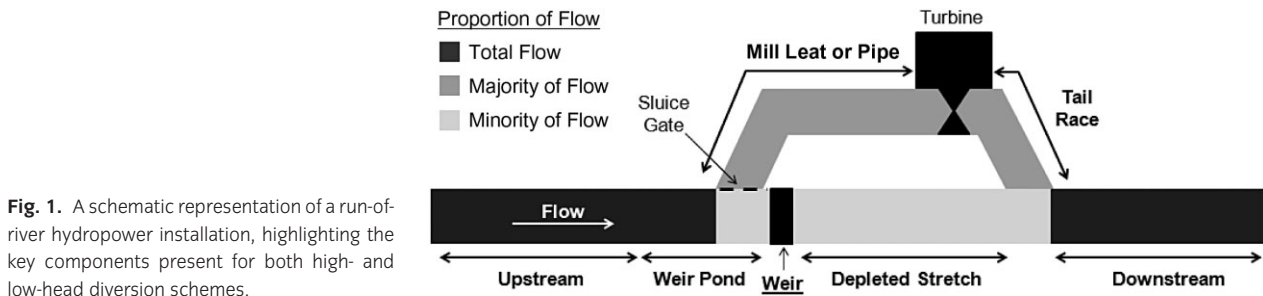 Proportion of Flow
Total Flow
Majority of Flow
Minority of Flow
Turbine
Mill Leat or Pipe
Sluice
Gate
Tail
Race
Flow
Upstream
Weir Pond
Weir
Depleted Stretch
Downstream
Fig. 1. A schematic representation of a run-of-
river hydropower installation, highlighting the
key components present for both high- and
low-head diversion schemes.